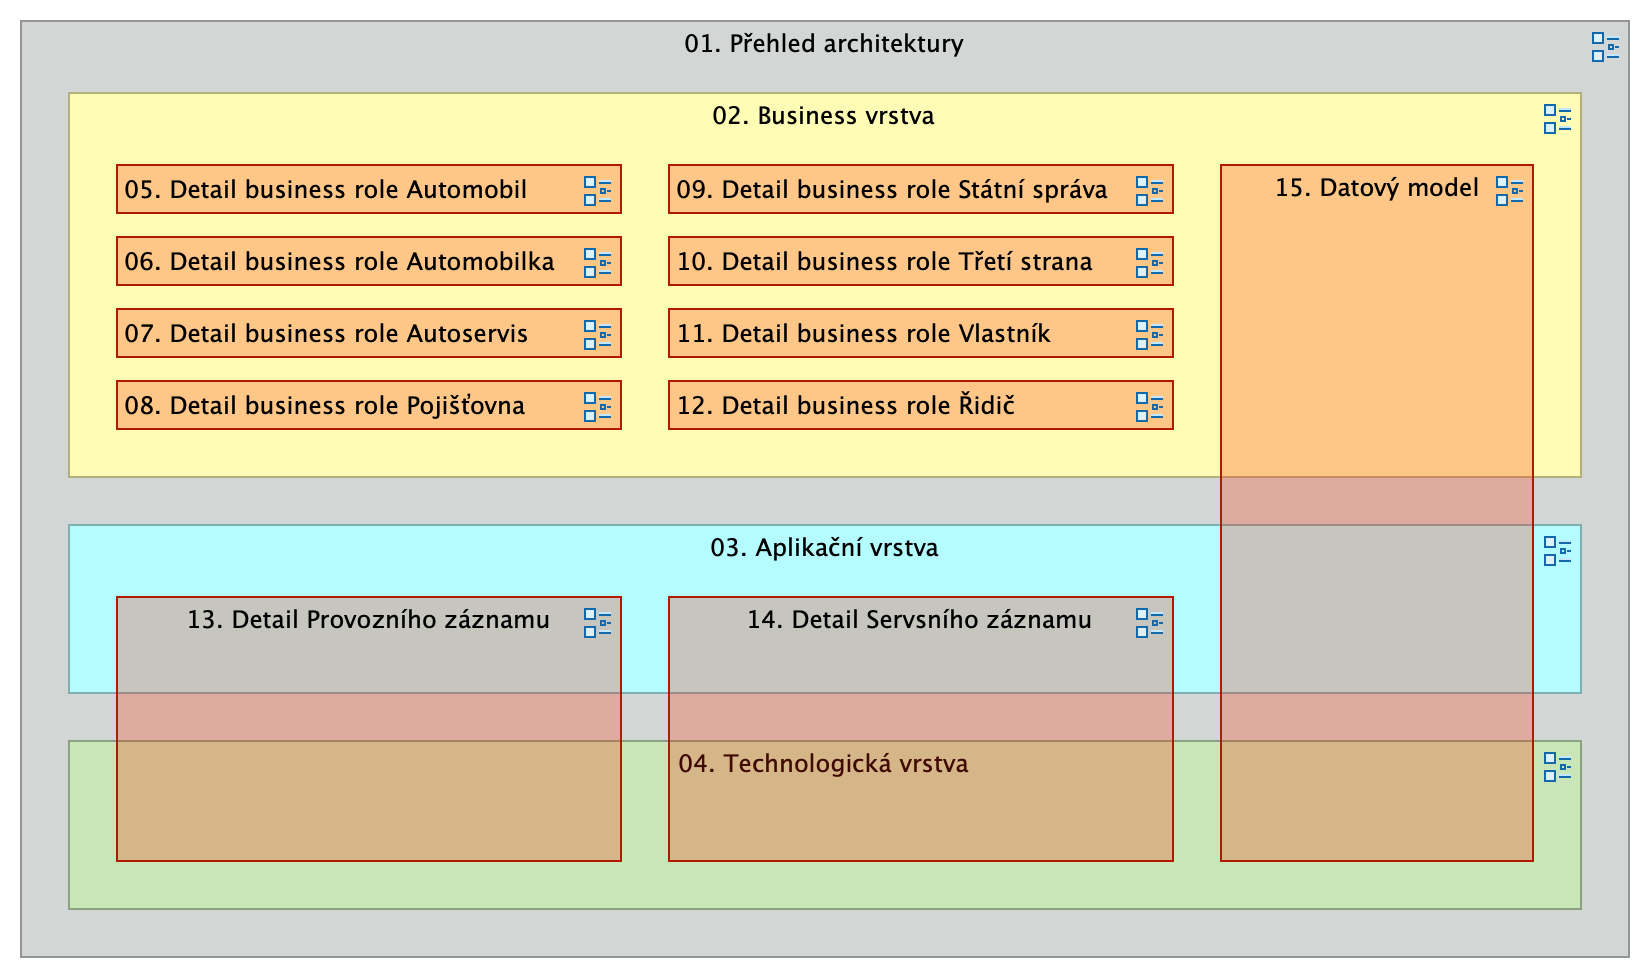 01. Přehled architektury
02. Business vrstva
05. Detail business role Automobil
09. Detail business role Státní správa
15. Datový model
06. Detail business role Automobilka
10. Detail business role Třetí strana
07. Detail business role Autoservis
11. Detail business role Vlastník
08. Detail business role Pojišťovna
12. Detail business role Řidič
03. Aplikační vrstva
13. Detail Provozního záznamu
14. Detail Servsního záznamu
04. Technologická vrstva